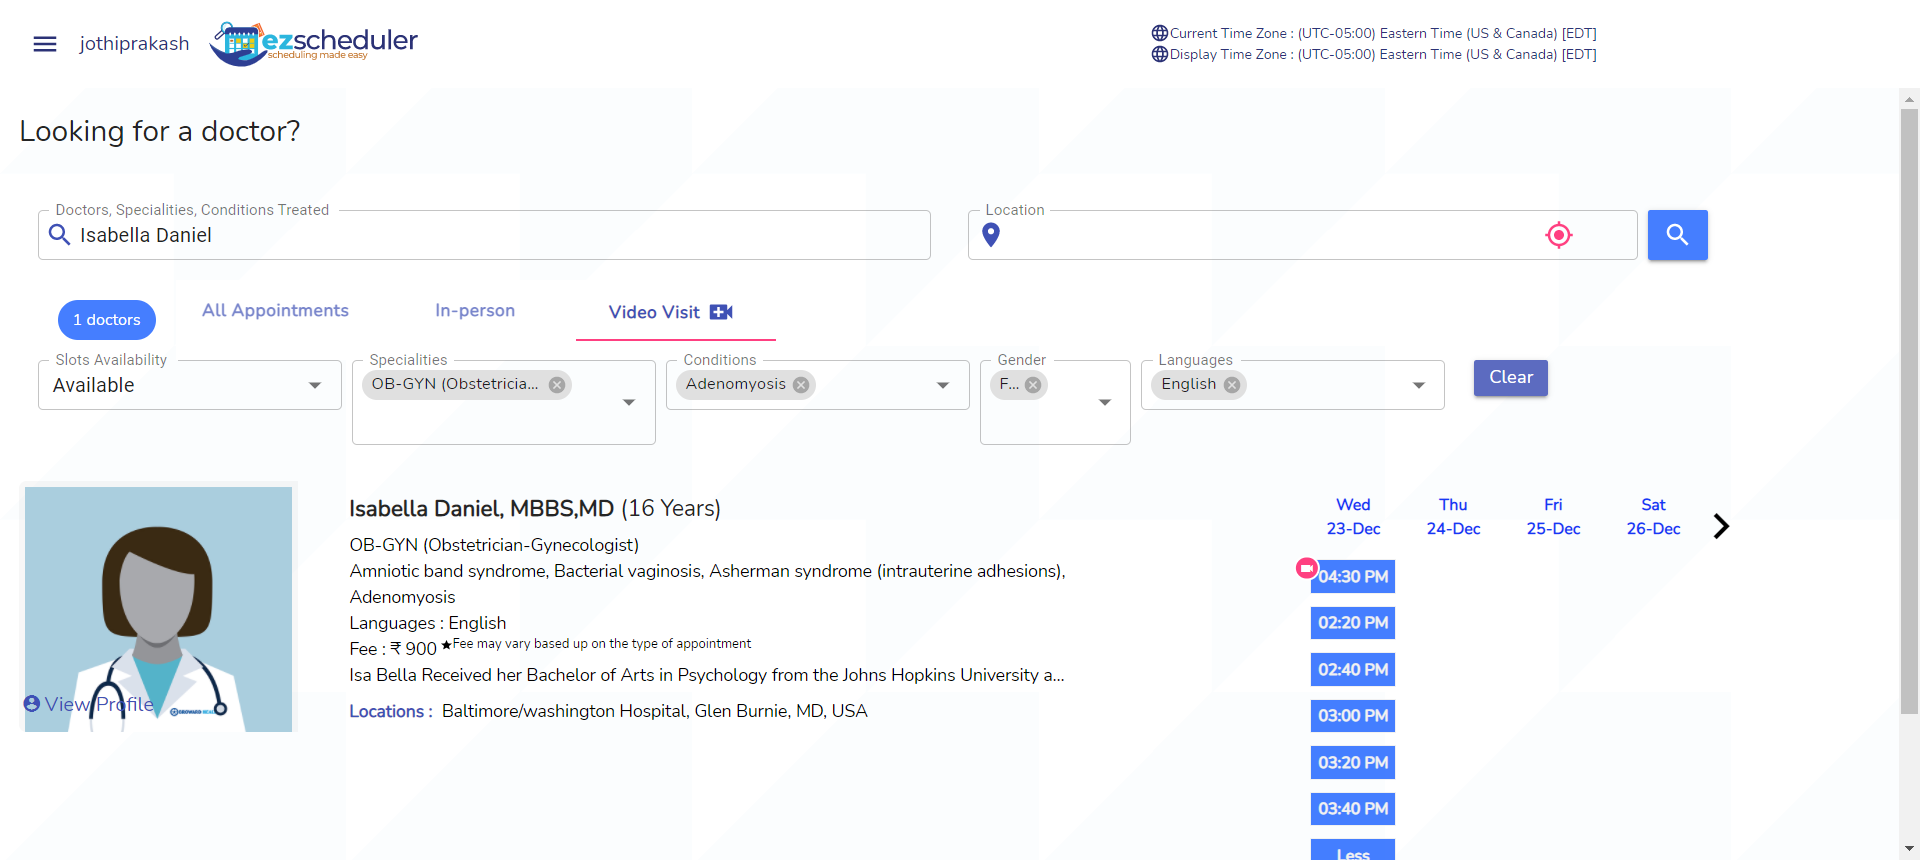 jothiprakash
ezscheduler
scheduling made easy
Current Time Zone : (UTC-05:00) Eastern Time (US & Canada) [EDT]
Display Time Zone : (UTC-05:00) Eastern Time (US & Canada) [EDT]
Looking for a doctor?
Doctors, Specialities, Conditions Treated
Isabella Daniel
Location
1 doctors
All Appointments
In-person
Video Visit
Slots Availability
Available
Specialities
OB-GYN (Obstetricia...
Conditions
Adenomyosis
Gender
F...
Languages
English
Clear
Isabella Daniel, MBBS,MD (16 Years)
OB-GYN (Obstetrician-Gynecologist)
Amniotic band syndrome, Bacterial vaginosis, Asherman syndrome (intrauterine adhesions),
Adenomyosis
Languages : English
Fee : ₹ 900 ★Fee may vary based up on the type of appointment
Isa Bella Received her Bachelor of Arts in Psychology from the Johns Hopkins University a...
Locations : Baltimore/washington Hospital, Glen Burnie, MD, USA
View Profile
BROWARD HEALTH
Wed
23-Dec
Thu
24-Dec
Fri
25-Dec
Sat
26-Dec
04:30 PM
02:20 PM
02:40 PM
03:00 PM
03:20 PM
03:40 PM
Less